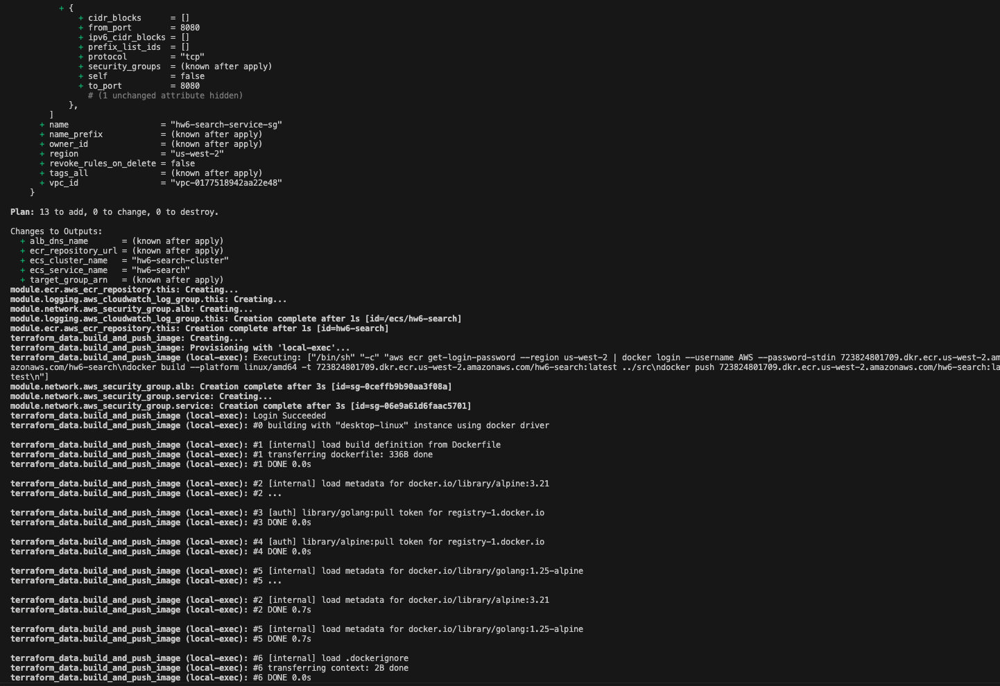 + {
+ cidr_blocks      = []
+ from_port        = 8080
+ ipv6_cidr_blocks = []
+ prefix_list_ids  = []
+ protocol         = "tcp"
+ security_groups  = (known after apply)
+ self             = false
+ to_port          = 8080
# (1 unchanged attribute hidden)
},
]
+ name                   = "hw6-search-service-sg"
+ name_prefix            = (known after apply)
+ owner_id               = (known after apply)
+ region                 = "us-west-2"
+ revoke_rules_on_delete = false
+ tags_all               = (known after apply)
+ vpc_id                 = "vpc-0177518942aa22e48"
}
Plan: 13 to add, 0 to change, 0 to destroy.
Changes to Outputs:
+ alb_dns_name       = (known after apply)
+ ecr_repository_url = (known after apply)
+ ecs_cluster_name   = "hw6-search-cluster"
+ ecs_service_name   = "hw6-search"
+ target_group_arn   = (known after apply)
module.ecr.aws_ecr_repository.this: Creating...
module.logging.aws_cloudwatch_log_group.this: Creating...
module.network.aws_security_group.alb: Creating...
module.logging.aws_cloudwatch_log_group.this: Creation complete after 1s [id=/ecs/hw6-search]
module.ecr.aws_ecr_repository.this: Creation complete after 1s [id=hw6-search]
terraform_data.build_and_push_image: Creating...
terraform_data.build_and_push_image: Provisioning with 'local-exec'...
terraform_data.build_and_push_image (local-exec): Executing: ["/bin/sh" "-c" "aws ecr get-login-password --region us-west-2 | docker login --username AWS --password-stdin 723824801709.dkr.ecr.us-west-2.am
azonaws.com/hw6-search\ndocker build --platform linux/amd64 -t 723824801709.dkr.ecr.us-west-2.amazonaws.com/hw6-search:latest ../src\ndocker push 723824801709.dkr.ecr.us-west-2.amazonaws.com/hw6-search:la
test\n"]
module.network.aws_security_group.alb: Creation complete after 3s [id=sg-0ceffb9b90aa3f08a]
module.network.aws_security_group.service: Creating...
module.network.aws_security_group.service: Creation complete after 3s [id=sg-06e9a61d6faac5701]
terraform_data.build_and_push_image (local-exec): Login Succeeded
terraform_data.build_and_push_image (local-exec): #0 building with "desktop-linux" instance using docker driver
terraform_data.build_and_push_image (local-exec): #1 [internal] load build definition from Dockerfile
terraform_data.build_and_push_image (local-exec): #1 transferring dockerfile: 336B done
terraform_data.build_and_push_image (local-exec): #1 DONE 0.0s
terraform_data.build_and_push_image (local-exec): #2 [internal] load metadata for docker.io/library/alpine:3.21
terraform_data.build_and_push_image (local-exec): #2 ...
terraform_data.build_and_push_image (local-exec): #3 [auth] library/golang:pull token for registry-1.docker.io
terraform_data.build_and_push_image (local-exec): #3 DONE 0.0s
terraform_data.build_and_push_image (local-exec): #4 [auth] library/alpine:pull token for registry-1.docker.io
terraform_data.build_and_push_image (local-exec): #4 DONE 0.0s
terraform_data.build_and_push_image (local-exec): #5 [internal] load metadata for docker.io/library/golang:1.25-alpine
terraform_data.build_and_push_image (local-exec): #5 ...
terraform_data.build_and_push_image (local-exec): #2 [internal] load metadata for docker.io/library/alpine:3.21
terraform_data.build_and_push_image (local-exec): #2 DONE 0.7s
terraform_data.build_and_push_image (local-exec): #5 [internal] load metadata for docker.io/library/golang:1.25-alpine
terraform_data.build_and_push_image (local-exec): #5 DONE 0.7s
terraform_data.build_and_push_image (local-exec): #6 [internal] load .dockerignore
terraform_data.build_and_push_image (local-exec): #6 transferring context: 2B done
terraform_data.build_and_push_image (local-exec): #6 DONE 0.0s